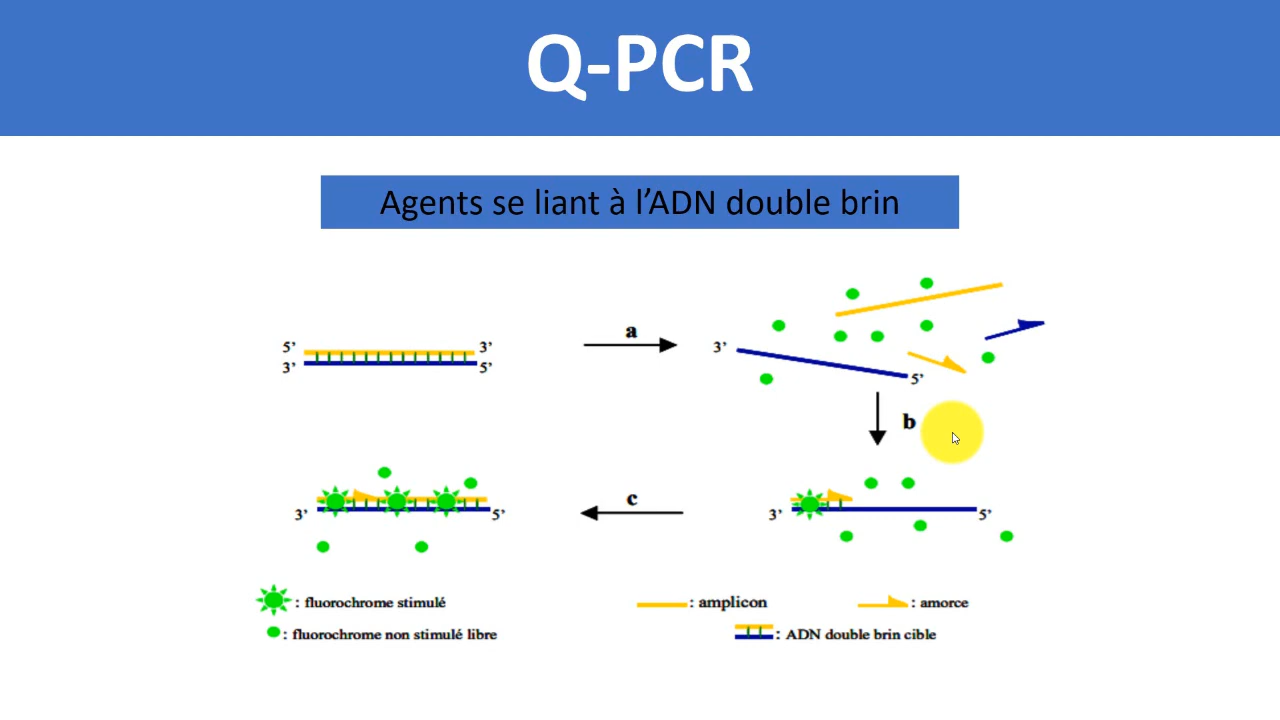 Q-PCR
Agents se liant à l’ADN double brin
5’ 3’
3’ 5’
a
3’
5’
b
3’ 5’
c
3’ 5’
: fluorochrome stimulé
: amplicon
: amorce
: fluorochrome non stimulé libre
: ADN double brin cible